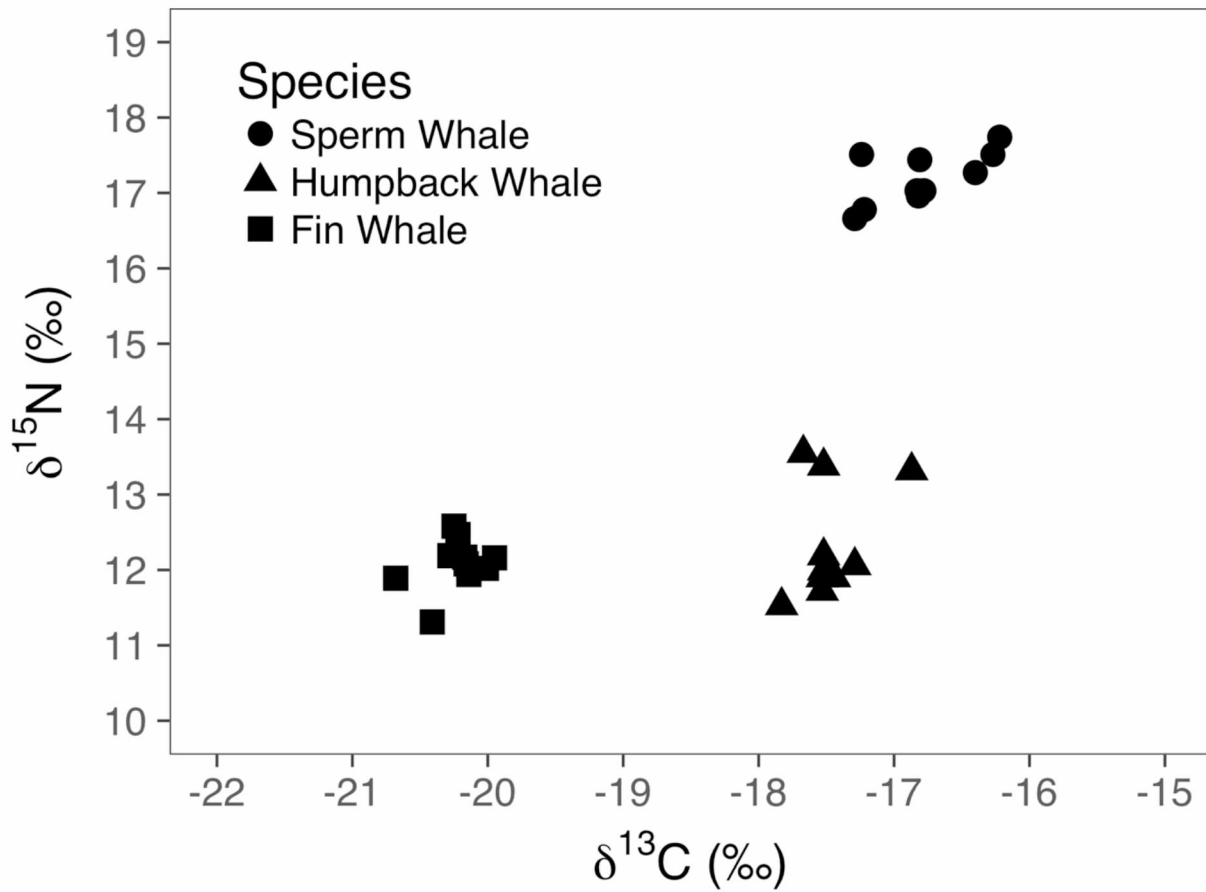 19
18
17
16
15
14
13
12
11
10
δ¹⁵N (‰)
Species
Sperm Whale
Humpback Whale
Fin Whale
-22 -21 -20 -19 -18 -17 -16 -15
δ¹³C (‰)